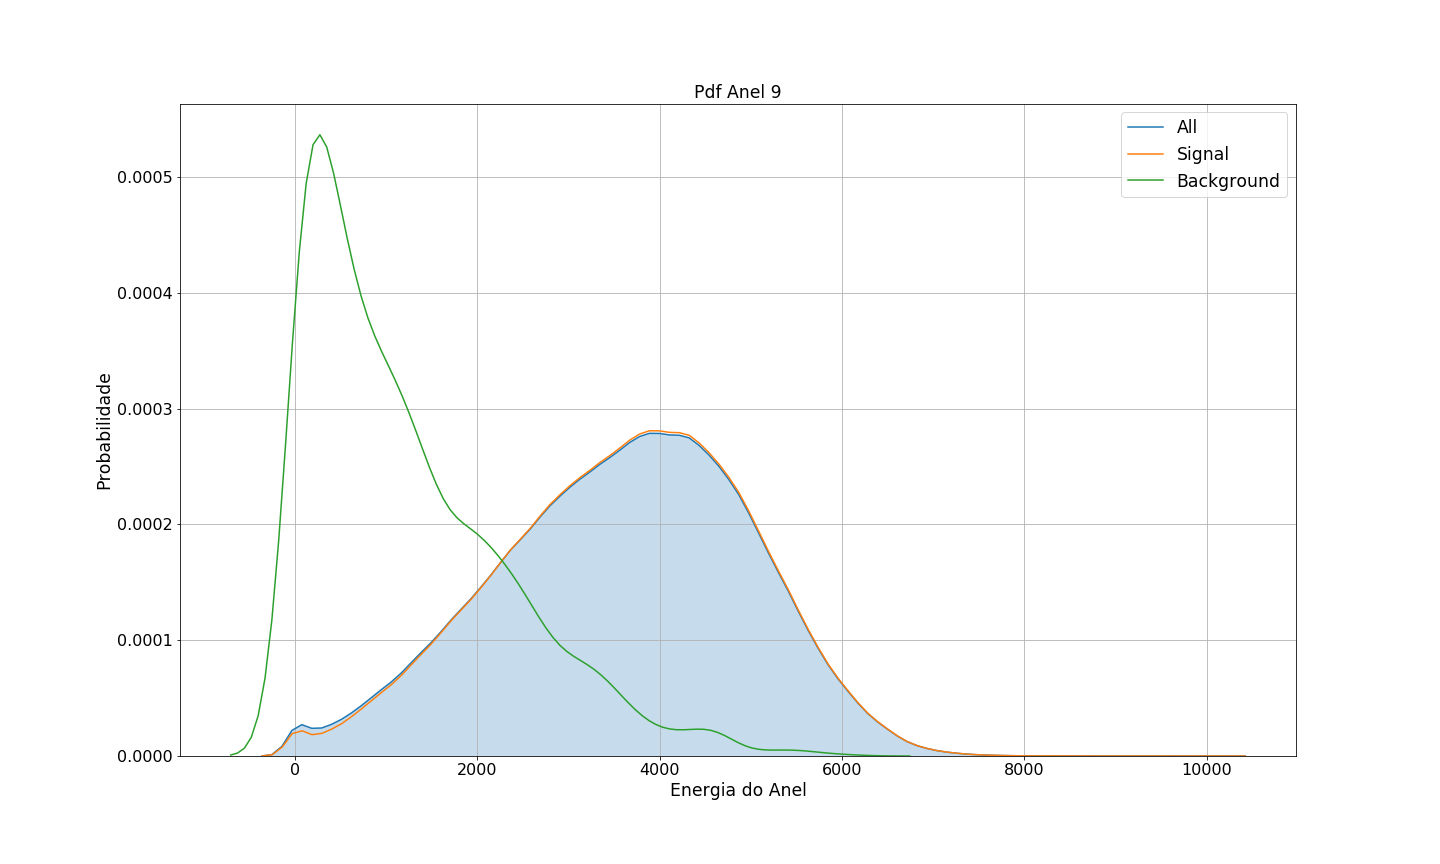 Pdf Anel 9
All
Signal
Background
0.0005
0.0004
0.0003
0.0002
0.0001
0.0000
Probabilidade
0 2000 4000 6000 8000 10000
Energia do Anel